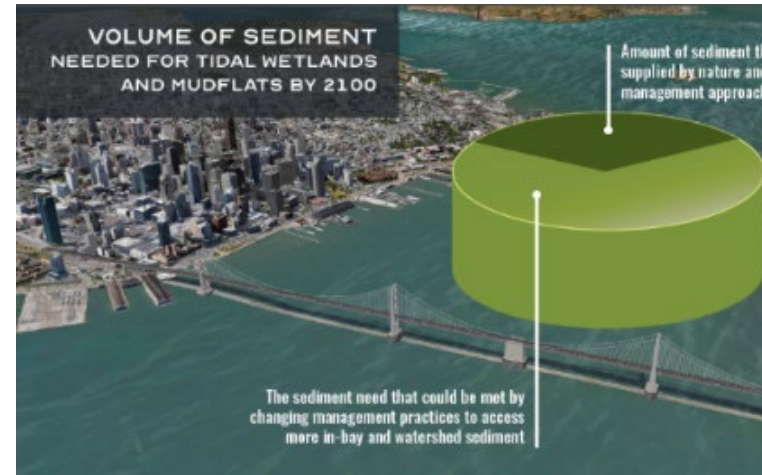 VOLUME OF SEDIMENT
NEEDED FOR TIDAL WETLANDS
AND MUDFLATS BY 2100
Amount of sediment
supplied by nature
management
The sediment need that could be met by
changing management practices to access
more in-bay and watershed sediment